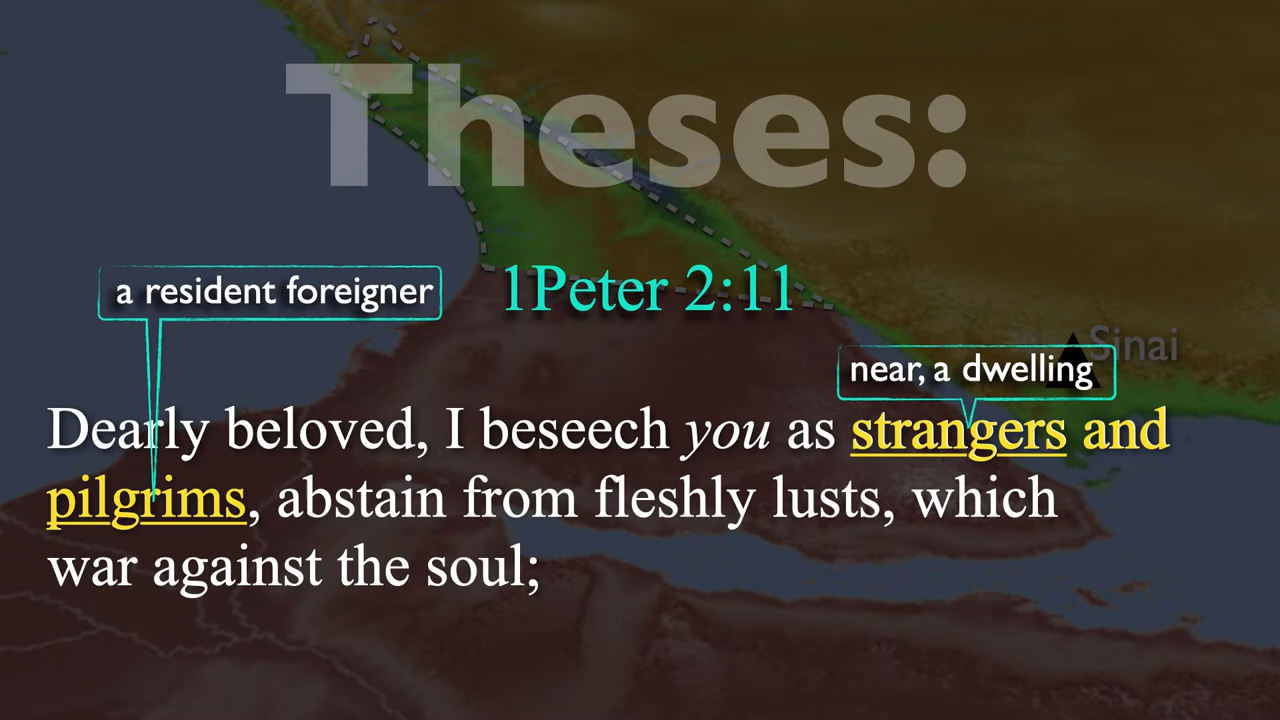 Theses:
a resident foreigner
1Peter 2:11
Sinai
near, a dwelling
Dearly beloved, I beseech you as strangers and
pilgrims, abstain from fleshly lusts, which
war against the soul;